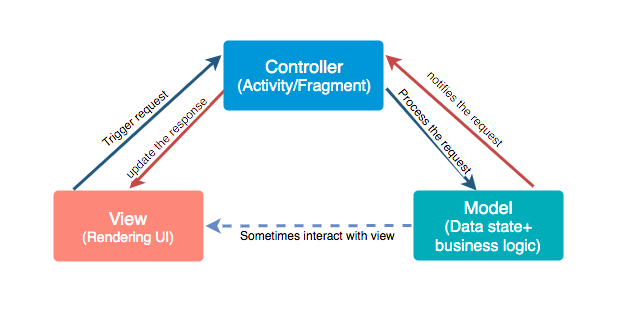 Controller
(Activity/Fragment)
Trigger request
update the response
Process the request
notifies the request
View
(Rendering UI)
Sometimes interact with view
Model
(Data state+
business logic)